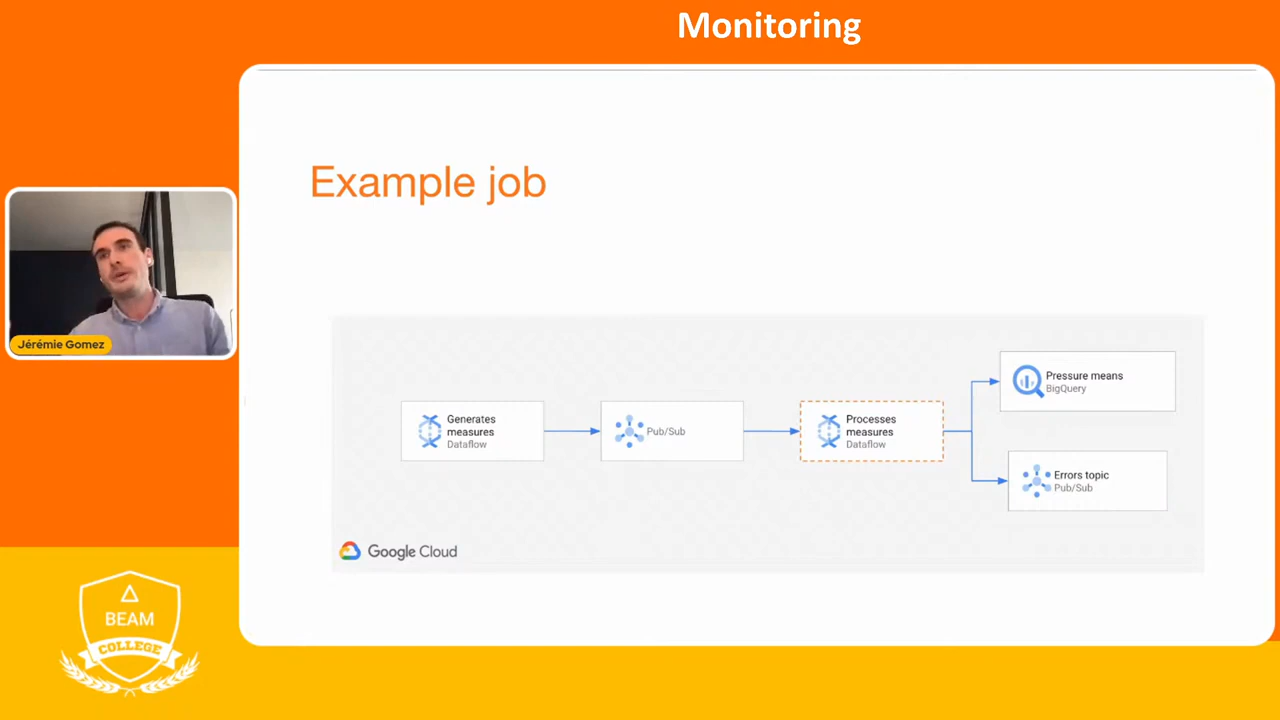 Monitoring
Example job
Jérémie Gomez
Generates
measures
Dataflow
Pub/Sub
Processes
measures
Dataflow
Pressure means
BigQuery
Errors topic
Pub/Sub
Google Cloud
BEAM
COLLEGE